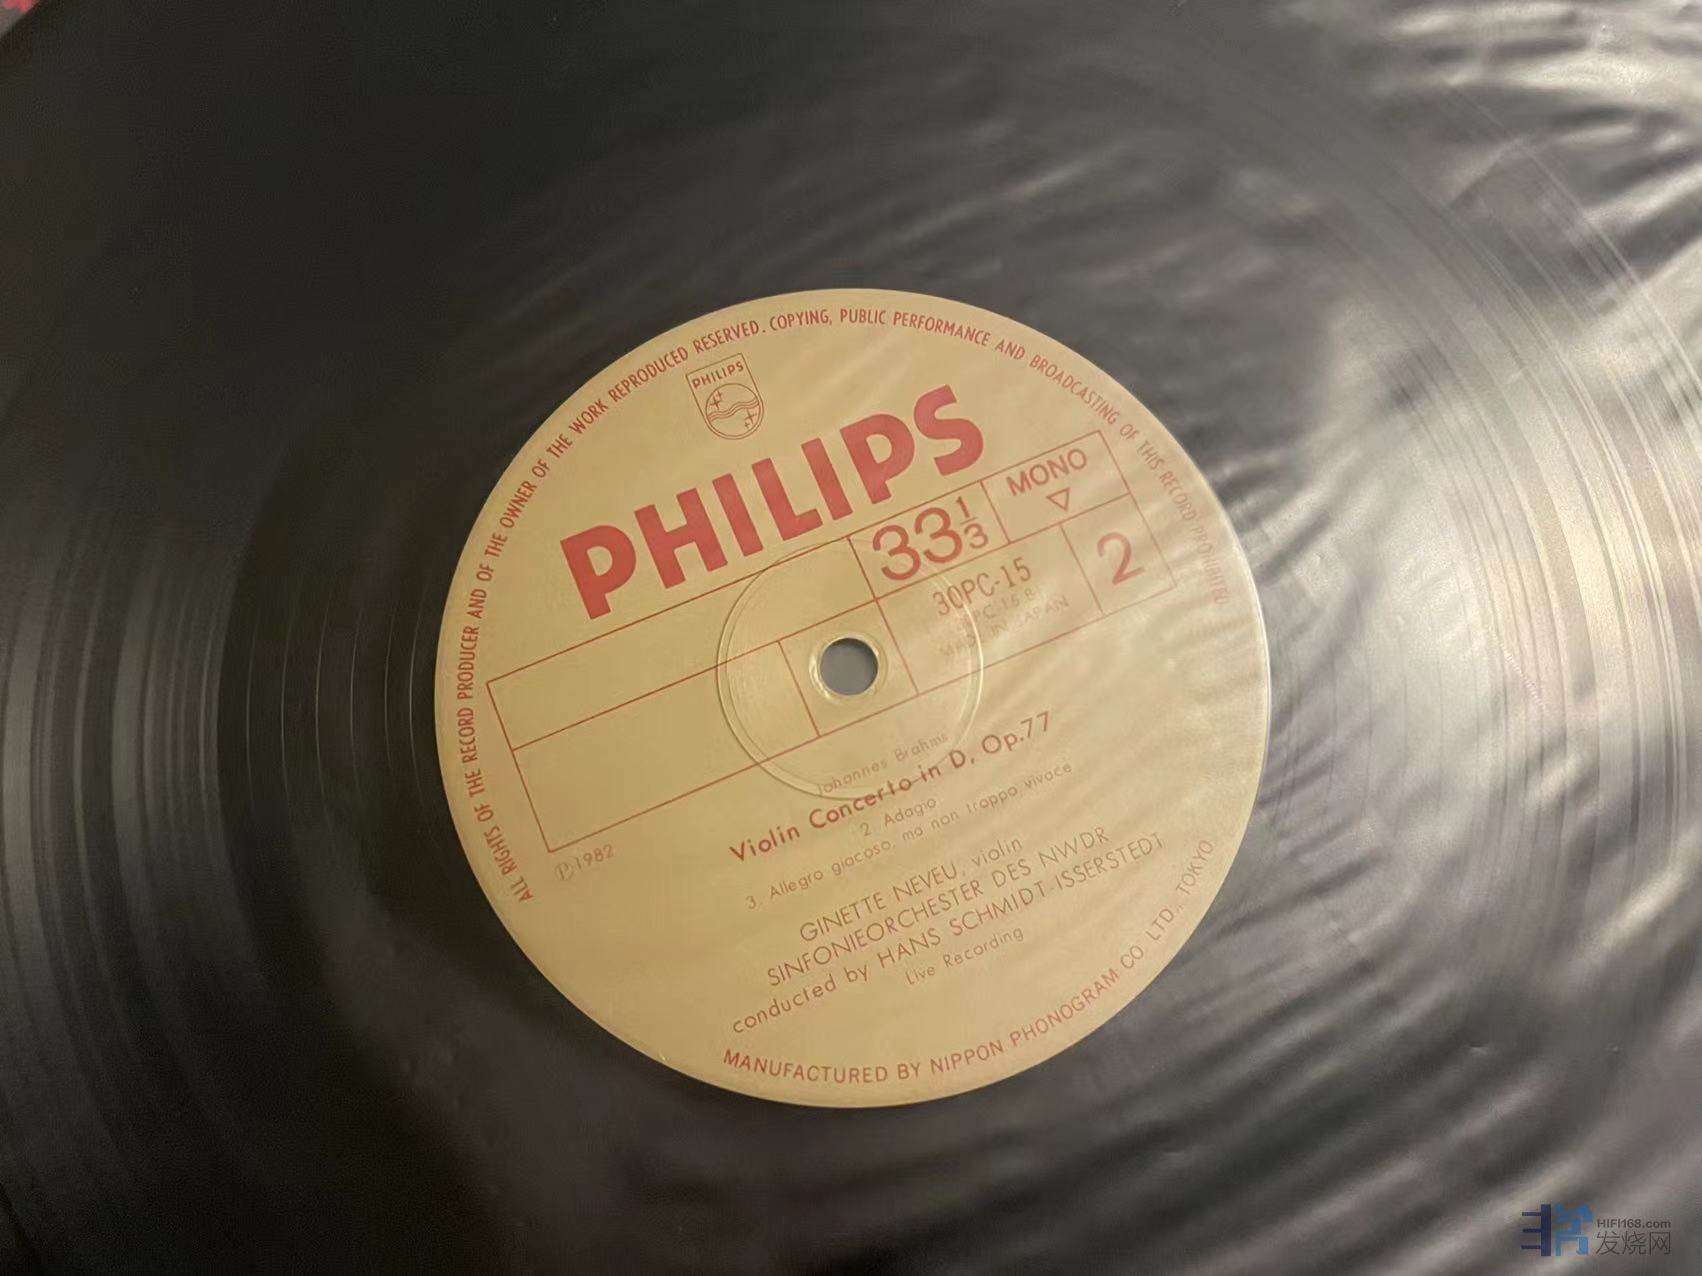 ALL RIGHTS OF THE RECORD PRODUCER AND OF THE OWNER OF THE WORK REPRODUCED RESERVED. COPYING, PUBLIC PERFORMANCE AND BROADCASTING OF THIS RECORD PROHIBITED
PHILIPS
PHILIPS
33 1/3
MONO
▽
30PC-15
2
MADE IN JAPAN
℗1982
Johannes Brahms
Violin Concerto in D, Op.77
2. Adagio
3. Allegro giocoso, ma non troppo vivace
GINETTE NEVEU, violin
SINFONIEORCHESTER DES NWDR
conducted by HANS SCHMIDT-ISSERSTEDT
Live Recording
MANUFACTURED BY NIPPON PHONOGRAM CO. LTD., TOKYO
HIFI168.com
发烧网